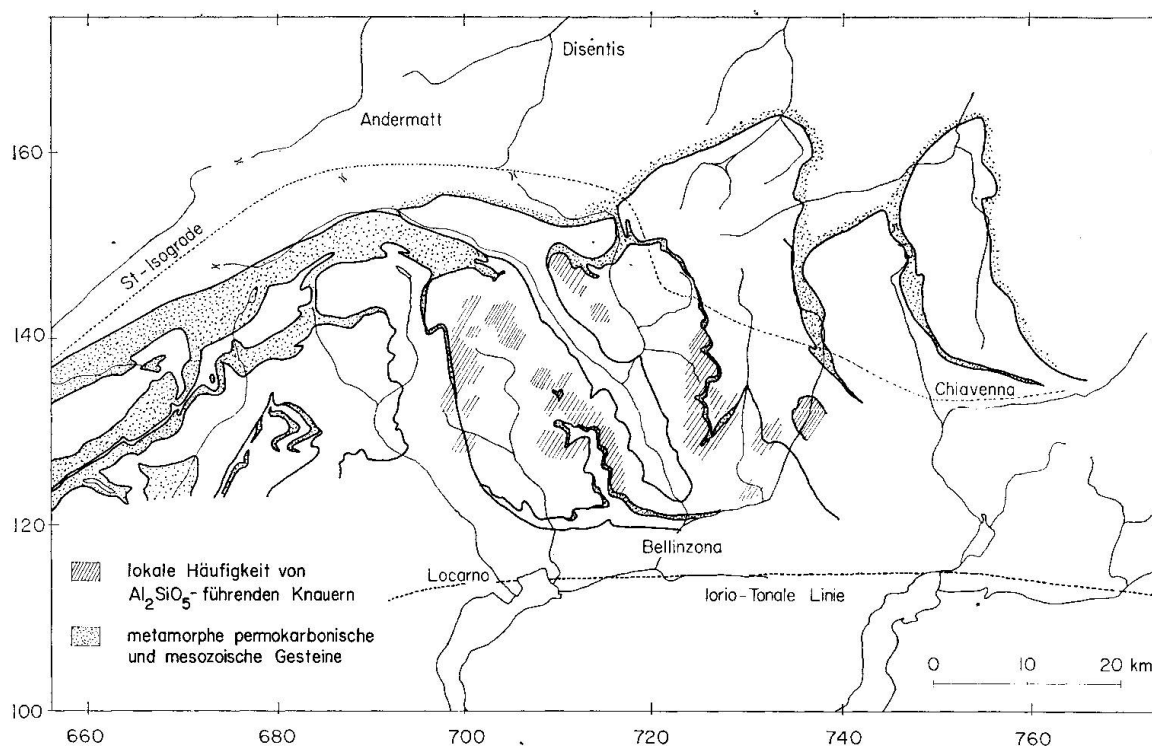 Disentis
Andermatt
160
St-Isograde
140
Chiavenna
120
Bellinzona
Locarno
Iorio-Tonale Linie
lokale Häufigkeit von
Al₂SiO₅-führenden Knauern
metamorphe permokarbonische
und mesozoische Gesteine
0 10 20 km
100
660 680 700 720 740 760